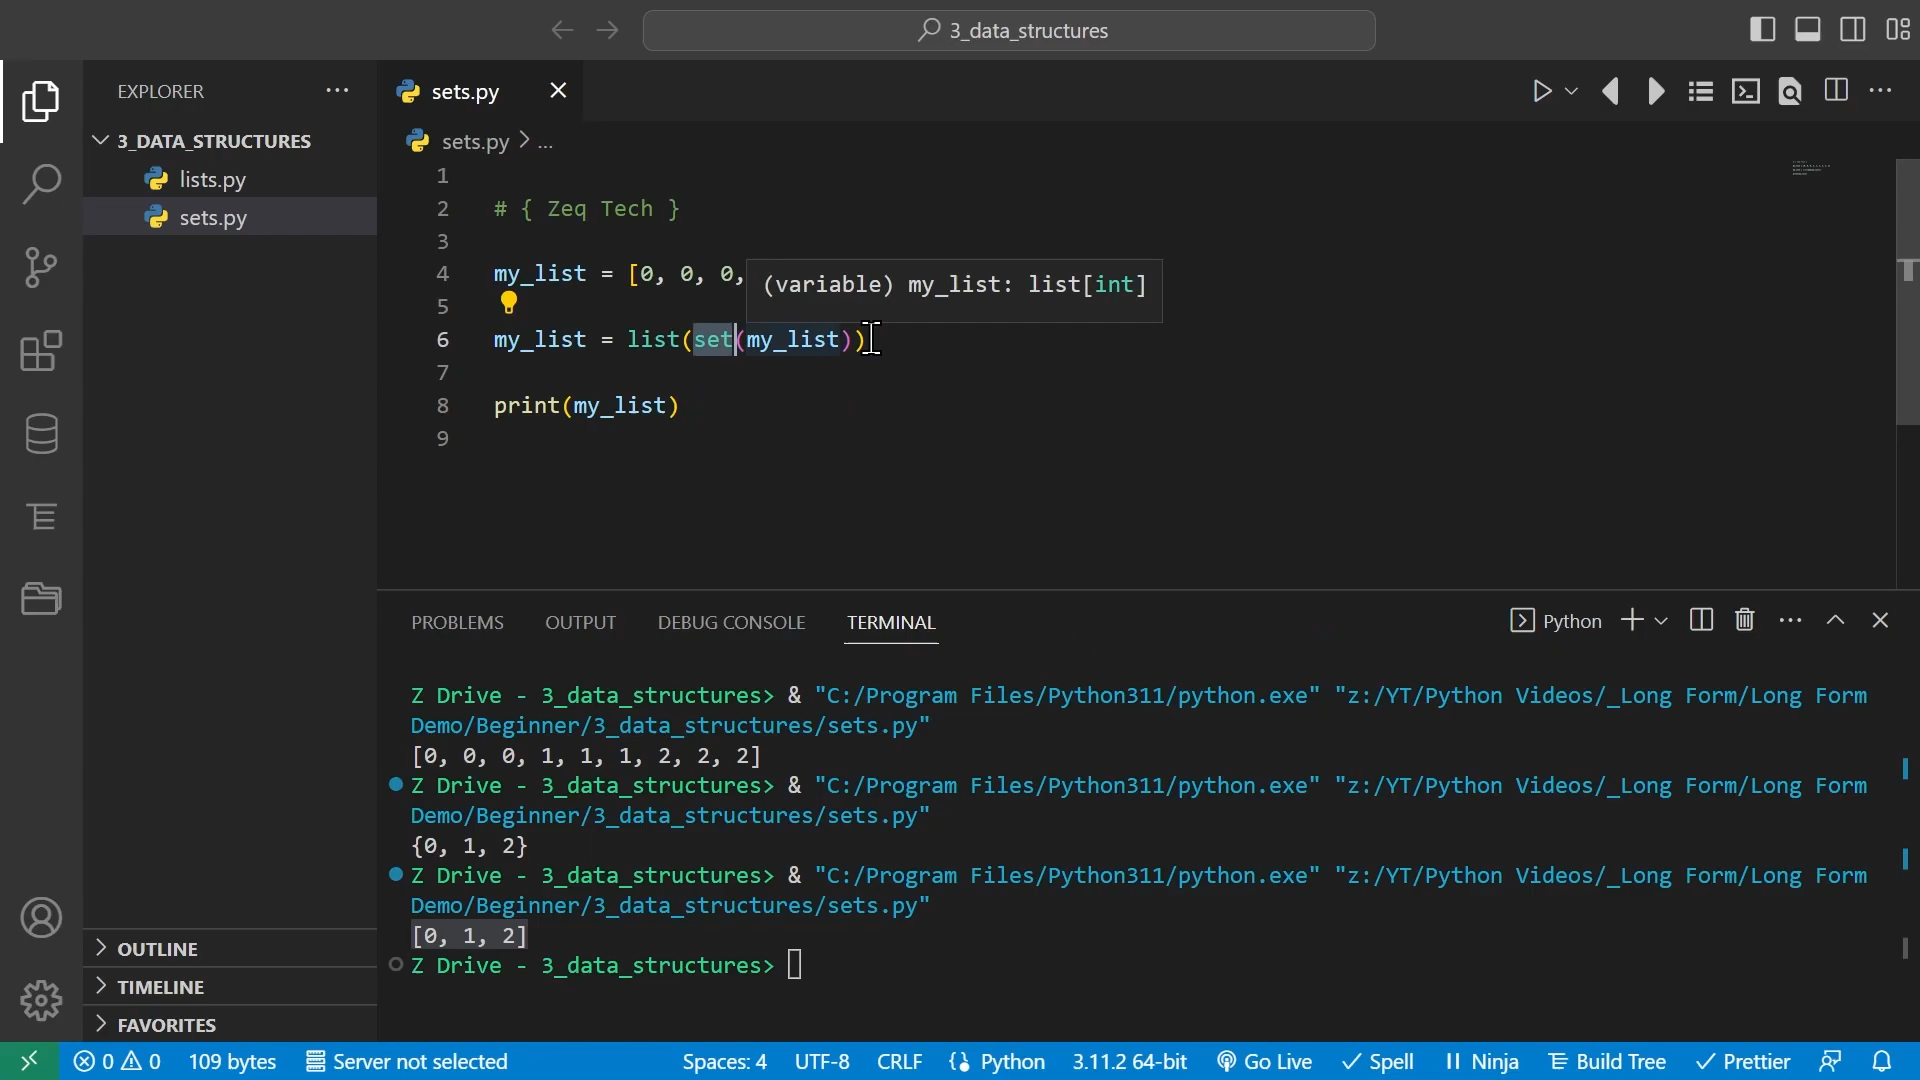 3_data_structures
EXPLORER
3_DATA_STRUCTURES
lists.py
sets.py
OUTLINE
TIMELINE
FAVORITES
sets.py
sets.py > ...
1
2 # { Zeq Tech }
3
4 my_list = [0, 0, 0,
(variable) my_list: list[int]
5
6 my_list = list(set(my_list))
7
8 print(my_list)
9
PROBLEMS OUTPUT DEBUG CONSOLE TERMINAL
Python
Z Drive - 3_data_structures> & "C:/Program Files/Python311/python.exe" "z:/YT/Python Videos/_Long Form/Long Form
Demo/Beginner/3_data_structures/sets.py"
[0, 0, 0, 1, 1, 1, 2, 2, 2]
Z Drive - 3_data_structures> & "C:/Program Files/Python311/python.exe" "z:/YT/Python Videos/_Long Form/Long Form
Demo/Beginner/3_data_structures/sets.py"
{0, 1, 2}
Z Drive - 3_data_structures> & "C:/Program Files/Python311/python.exe" "z:/YT/Python Videos/_Long Form/Long Form
Demo/Beginner/3_data_structures/sets.py"
[0, 1, 2]
Z Drive - 3_data_structures>
0 0 109 bytes Server not selected Spaces: 4 UTF-8 CRLF Python 3.11.2 64-bit Go Live Spell Ninja Build Tree Prettier